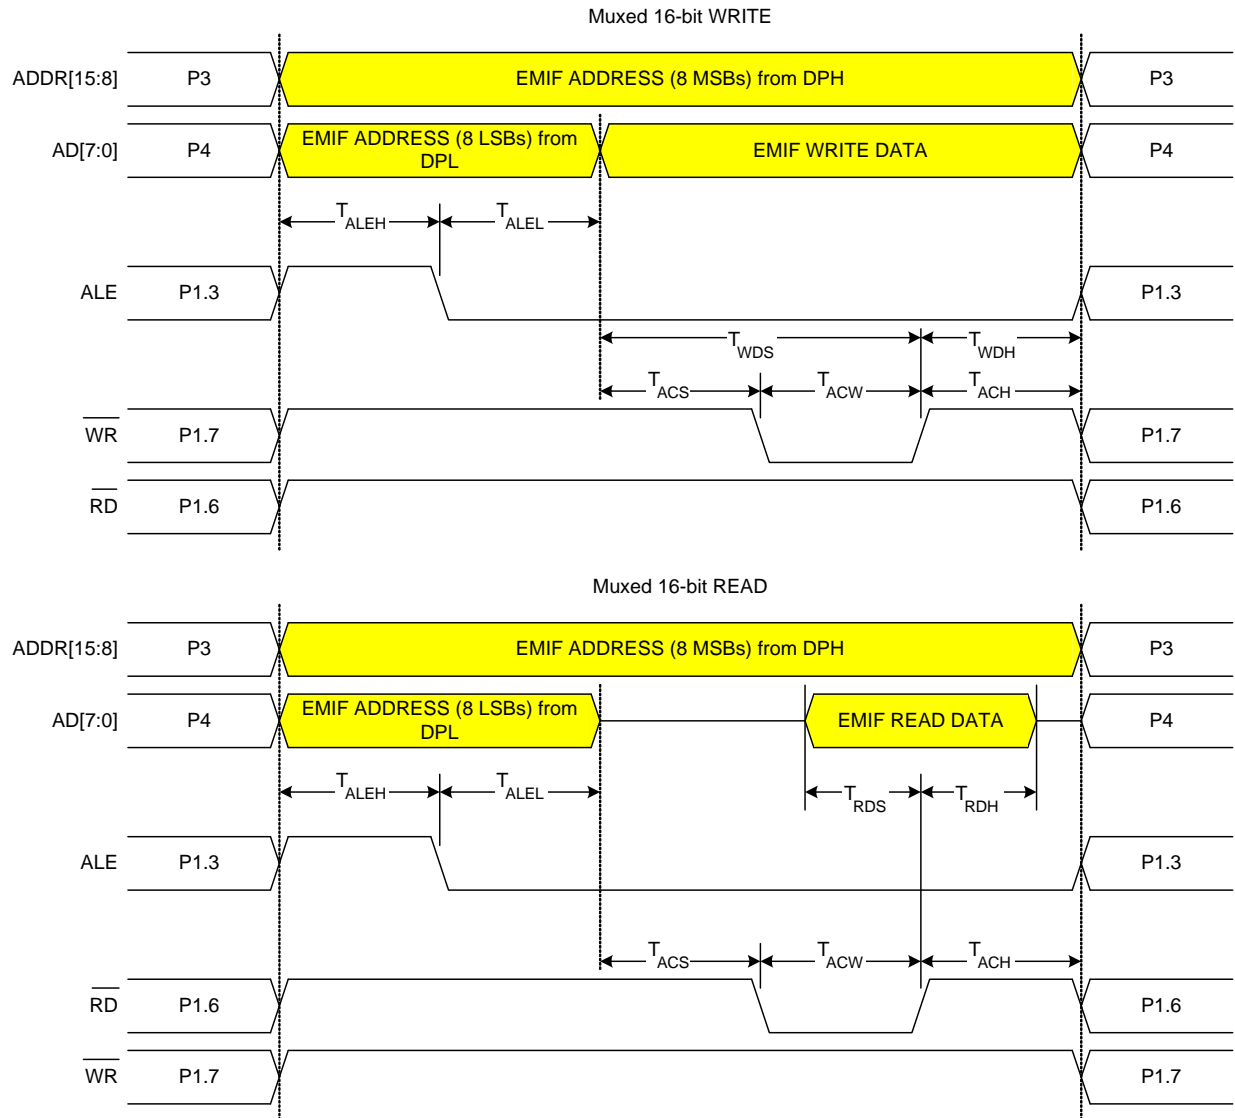 Muxed 16-bit WRITE
ADDR[15:8] P3 EMIF ADDRESS (8 MSBs) from DPH P3
AD[7:0] P4 EMIF ADDRESS (8 LSBs) from
DPL EMIF WRITE DATA P4
TALEH TALEL
ALE P1.3 P1.3
TWDS TWDH
TACS TACW TACH
WR P1.7 P1.7
RD P1.6 P1.6
Muxed 16-bit READ
ADDR[15:8] P3 EMIF ADDRESS (8 MSBs) from DPH P3
AD[7:0] P4 EMIF ADDRESS (8 LSBs) from
DPL EMIF READ DATA P4
TALEH TALEL TRDS TRDH
ALE P1.3 P1.3
TACS TACW TACH
RD P1.6 P1.6
WR P1.7 P1.7